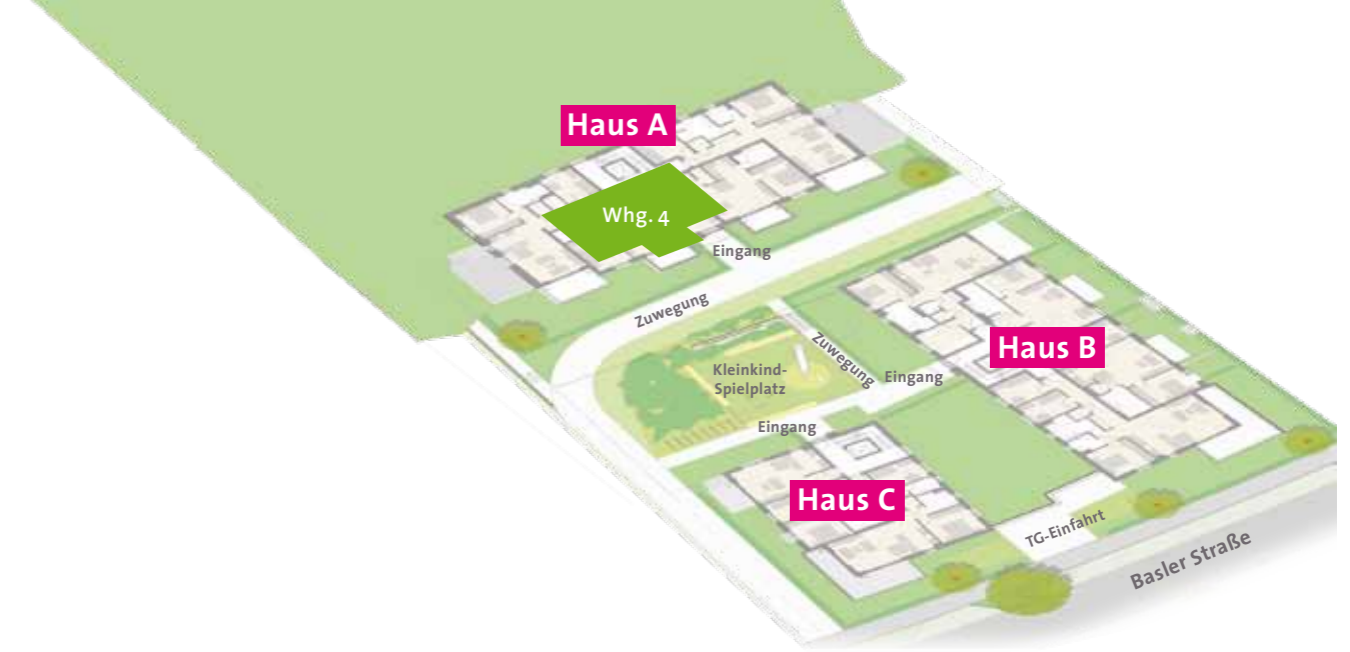 Haus A
Whg. 4
Eingang
Zuwegung
Haus B
Zuwegung
Kleinkind-
Spielplatz
Eingang
Eingang
Haus C
TG-Einfahrt
Basler Straße